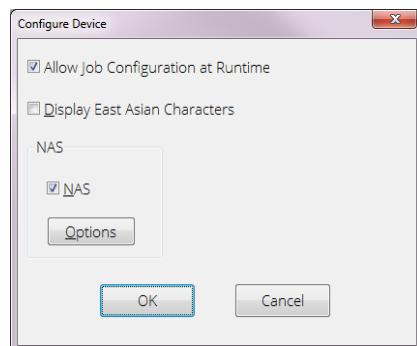 Configure Device
Allow Job Configuration at Runtime
Display East Asian Characters
NAS
NAS
Options
OK
Cancel